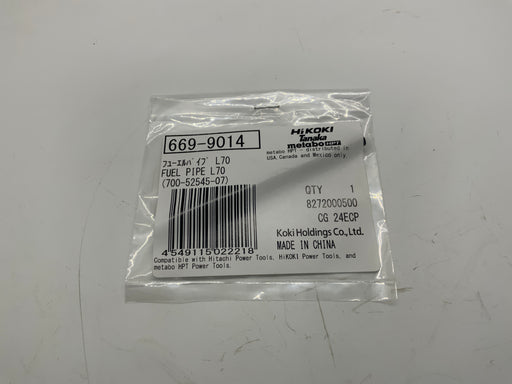 669-9014
HiKOKI
Tanaka
metabo HPT
metabo HPT - distributed in
USA, Canada and Mexico only.
フューエルパイプ L70
FUEL PIPE L70
(700-52545-07)
QTY 1
8272000500
CG 24ECP
Koki Holdings Co., Ltd.
MADE IN CHINA
4549115022218
Compatible with Hitachi Power Tools, HiKOKI Power Tools, and
metabo HPT Power Tools.